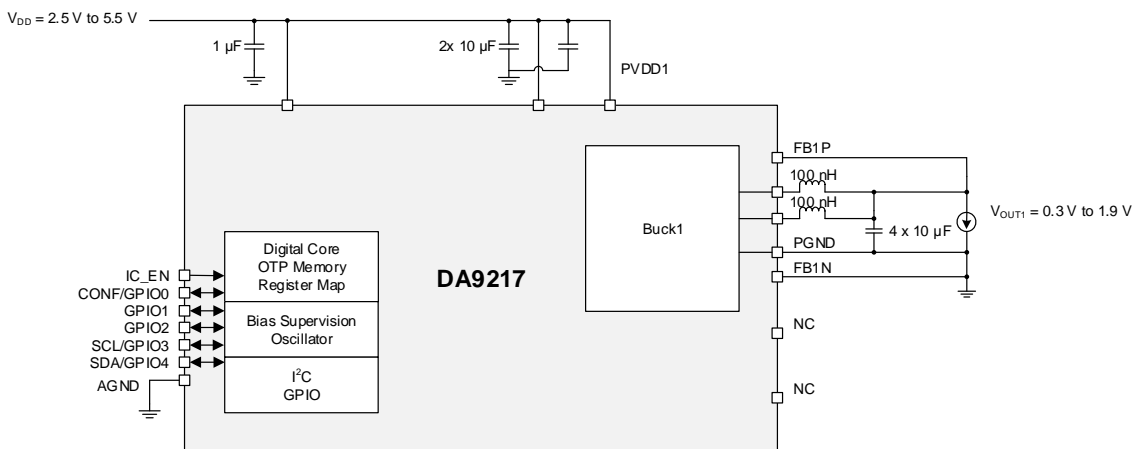 VDD = 2.5 V to 5.5 V
1 µF
2x 10 µF
PVDD1
FB1P
100 nH
100 nH
Buck1
4 x 10 µF
VOUT1 = 0.3 V to 1.9 V
PGND
FB1N
DA9217
Digital Core
OTP Memory
Register Map
Bias Supervision
Oscillator
I²C
GPIO
IC_EN
CONF/GPIO0
GPIO1
GPIO2
SCL/GPIO3
SDA/GPIO4
AGND
NC
NC